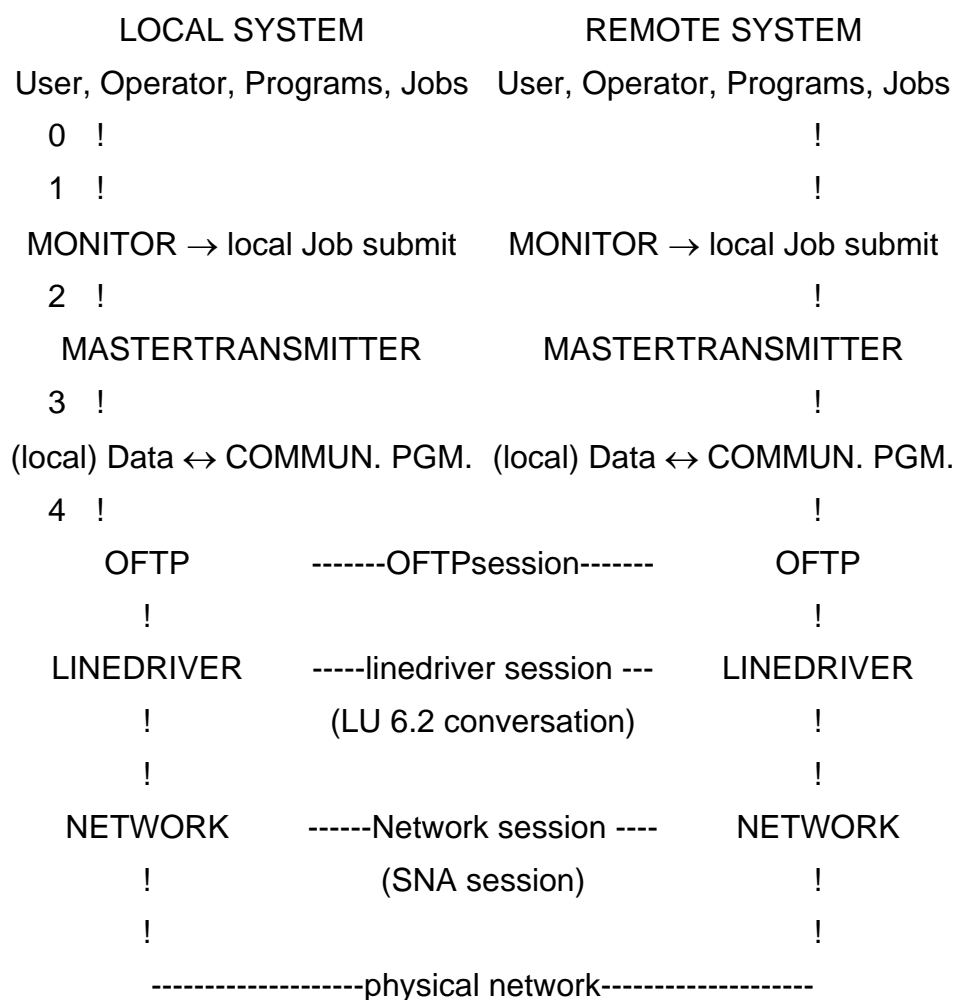 LOCAL SYSTEM REMOTE SYSTEM
User, Operator, Programs, Jobs User, Operator, Programs, Jobs
0 ! !
1 ! !
MONITOR → local Job submit MONITOR → local Job submit
2 ! !
MASTERTRANSMITTER MASTERTRANSMITTER
3 ! !
(local) Data ↔ COMMUN. PGM. (local) Data ↔ COMMUN. PGM.
4 ! !
OFTP -------OFTPsession------- OFTP
! !
LINEDRIVER -----linedriver session --- LINEDRIVER
! (LU 6.2 conversation) !
! !
NETWORK ------Network session ---- NETWORK
! (SNA session) !
! !
--------------------physical network--------------------